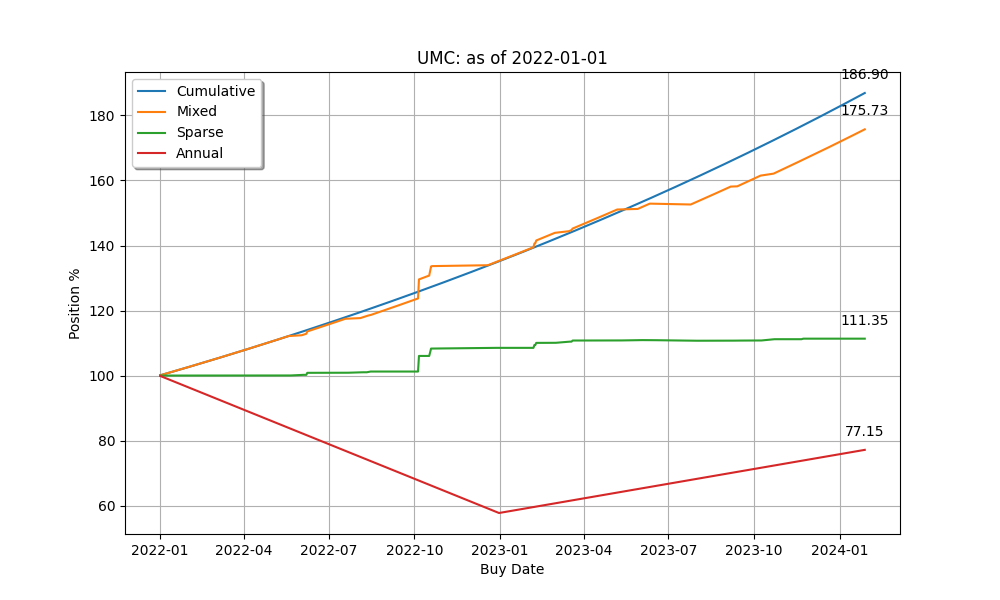 UMC: as of 2022-01-01
Cumulative
Mixed
Sparse
Annual
186.90
175.73
111.35
77.15
Position %
180
160
140
120
100
80
60
2022-01
2022-04
2022-07
2022-10
2023-01
2023-04
2023-07
2023-10
2024-01
Buy Date